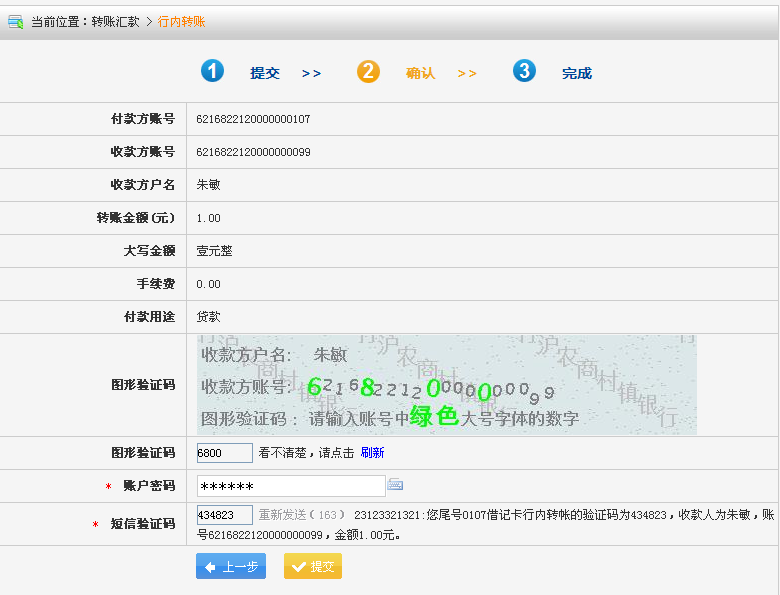 当前位置：转账汇款 > 行内转账
1 提交 >> 2 确认 >> 3 完成
付款方账号 6216822120000000107
收款方账号 6216822120000000099
收款方户名 朱敏
转账金额(元) 1.00
大写金额 壹元整
手续费 0.00
付款用途 贷款
图形验证码
收款方户名： 朱敏
收款方账号： 6216822120000000099
图形验证码：请输入账号中绿色大号字体的数字
图形验证码 6800 看不清楚，请点击 刷新
* 账户密码 ******
* 短信验证码 434823 重新发送（163） 23123321321:您尾号0107借记卡行内转帐的验证码为434823，收款人为朱敏，账
号6216822120000000099，金额1.00元。
上一步 提交